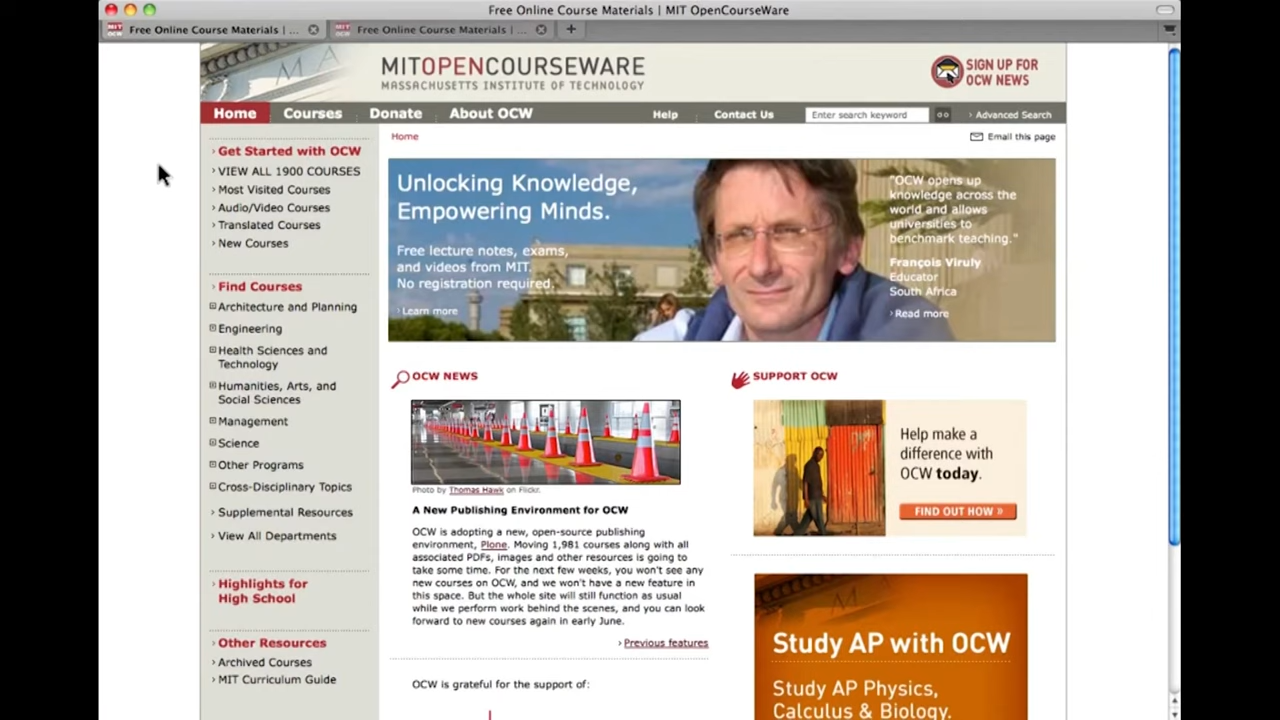 Free Online Course Materials | MIT OpenCourseWare
Free Online Course Materials | ...
Free Online Course Materials | ...
MITOPENCOURSEWARE
MASSACHUSETTS INSTITUTE OF TECHNOLOGY
SIGN UP FOR
OCW NEWS
Home
Courses
Donate
About OCW
Help
Contact Us
Enter search keyword
GO
Advanced Search
Get Started with OCW
VIEW ALL 1900 COURSES
Most Visited Courses
Audio/Video Courses
Translated Courses
New Courses
Find Courses
Architecture and Planning
Engineering
Health Sciences and
Technology
Humanities, Arts, and
Social Sciences
Management
Science
Other Programs
Cross-Disciplinary Topics
Supplemental Resources
View All Departments
Highlights for
High School
Other Resources
Archived Courses
MIT Curriculum Guide
Home
Email this page
Unlocking Knowledge,
Empowering Minds.
Free lecture notes, exams,
and videos from MIT.
No registration required.
Learn more
"OCW opens up
knowledge across the
world and allows
universities to
benchmark teaching."
François Viruly
Educator
South Africa
Read more
OCW NEWS
Photo by Thomas Hawk on Flickr.
A New Publishing Environment for OCW
OCW is adopting a new, open-source publishing
environment, Plone. Moving 1,981 courses along with all
associated PDFs, images and other resources is going to
take some time. For the next few weeks, you won't see any
new courses on OCW, and we won't have a new feature in
this space. But the whole site will still function as usual
while we perform work behind the scenes, and you can look
forward to new courses again in early June.
Previous features
OCW is grateful for the support of:
SUPPORT OCW
Help make a
difference with
OCW today.
FIND OUT HOW »
Study AP with OCW
Study AP Physics,
Calculus & Biology.